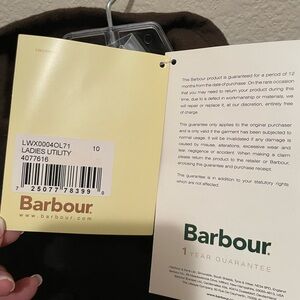 LWX0004OL71
LADIES UTILITY 10
4077616
7 25077 78399 8
Barbour.
www.barbour.com
This Barbour product is guaranteed for a period of 12
months from the date of purchase. On the rare occasion
that you may need to return your product during this
time, due to a defect in workmanship or materials, we
will repair or replace it, at our discretion, entirely free
of charge.
This guarantee only applies to the original purchaser
and is only valid if the garment has been subjected to
normal usage. It will be invalidated if any damage is
caused by misuse, alterations, excessive wear and
tear, negligence or accident. When making a claim
please return the product to the retailer or Barbour,
enclosing this guarantee and proof of purchase.
This guarantee is in addition to your statutory rights
which are not affected.
Barbour.
1 YEAR GUARANTEE